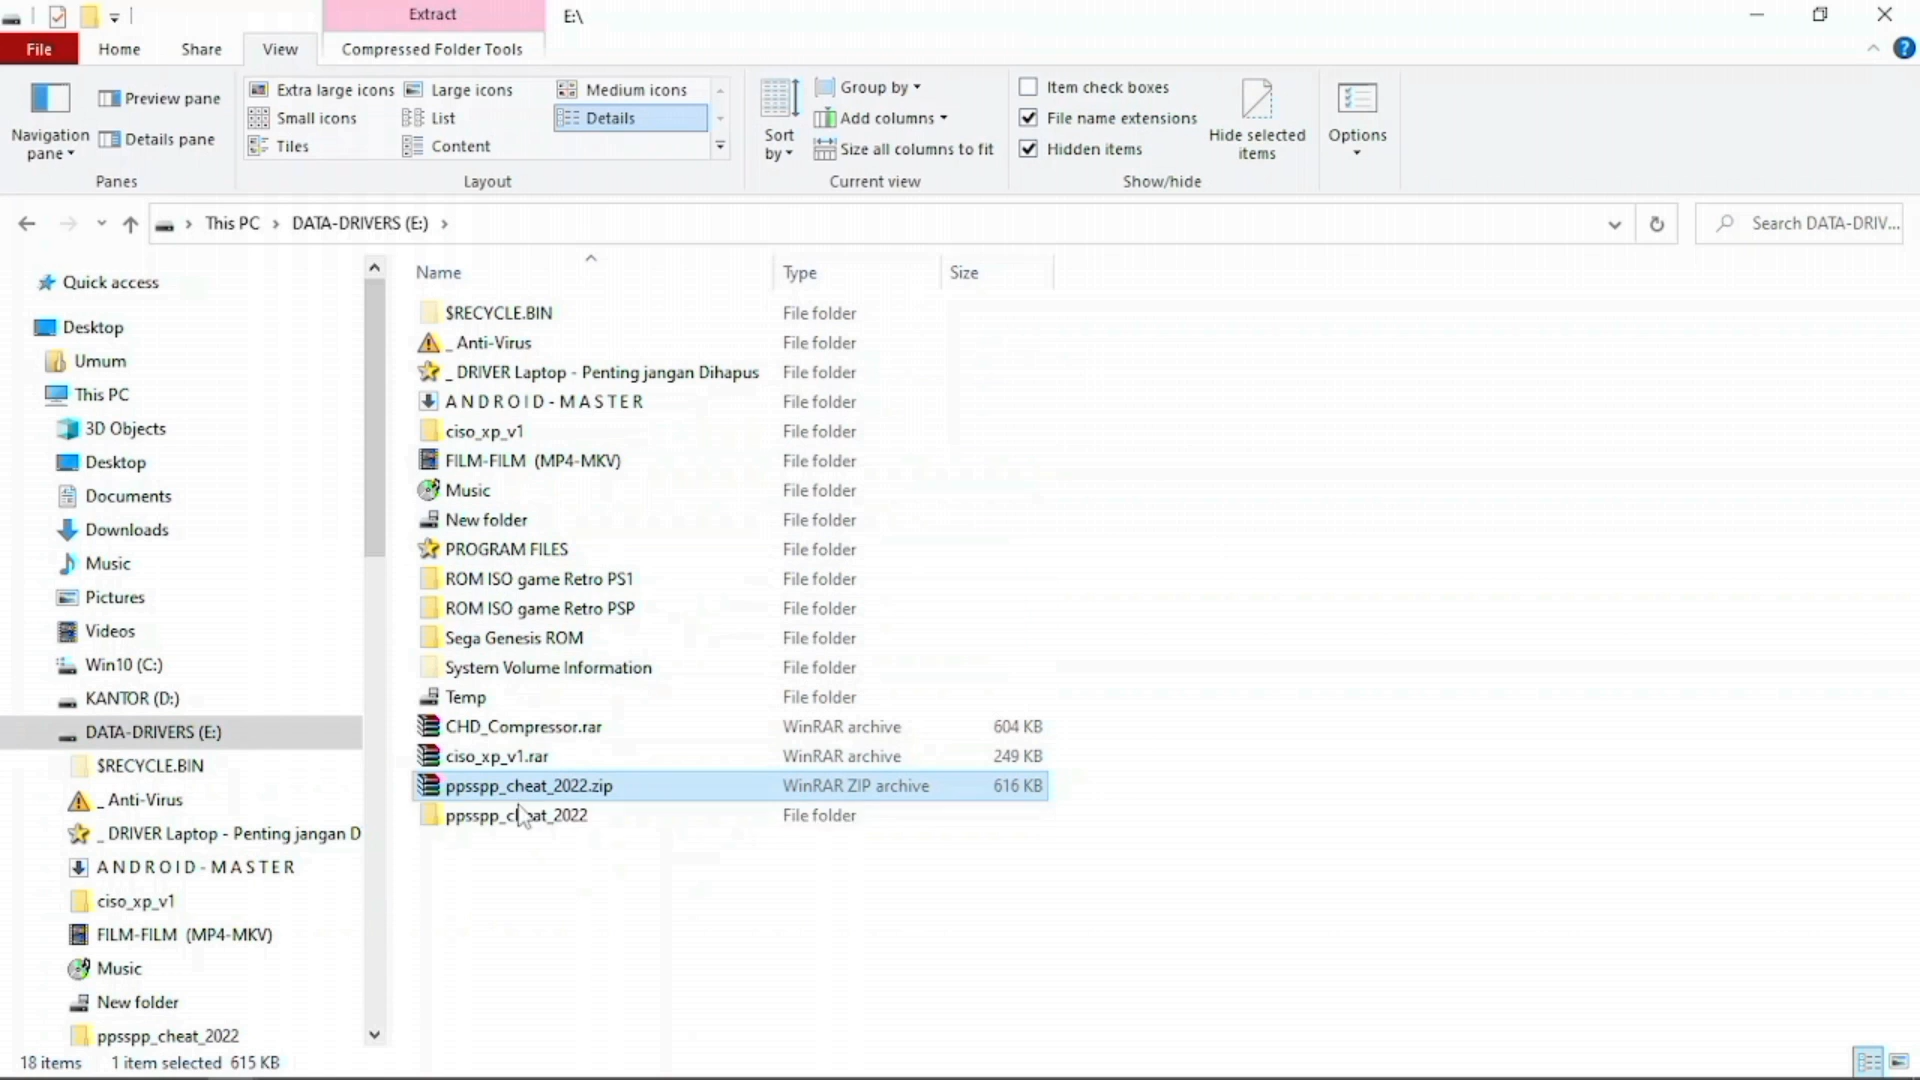 Extract
E:\
File
Home
Share
View
Compressed Folder Tools
Navigation
pane
Preview pane
Details pane
Panes
Extra large icons
Large icons
Medium icons
Small icons
List
Details
Tiles
Content
Layout
Sort
by
Group by
Add columns
Size all columns to fit
Current view
Item check boxes
File name extensions
Hidden items
Hide selected
items
Show/hide
Options
This PC
DATA-DRIVERS (E:)
Search DATA-DRIV...
Quick access
Desktop
Umum
This PC
3D Objects
Desktop
Documents
Downloads
Music
Pictures
Videos
Win10 (C:)
KANTOR (D:)
DATA-DRIVERS (E:)
$RECYCLE.BIN
_ Anti-Virus
_ DRIVER Laptop - Penting jangan D
A N D R O I D - M A S T E R
ciso_xp_v1
FILM-FILM (MP4-MKV)
Music
New folder
ppsspp_cheat_2022
Name Type Size
$RECYCLE.BIN File folder
_ Anti-Virus File folder
_ DRIVER Laptop - Penting jangan Dihapus File folder
A N D R O I D - M A S T E R File folder
ciso_xp_v1 File folder
FILM-FILM (MP4-MKV) File folder
Music File folder
New folder File folder
PROGRAM FILES File folder
ROM ISO game Retro PS1 File folder
ROM ISO game Retro PSP File folder
Sega Genesis ROM File folder
System Volume Information File folder
Temp File folder
CHD_Compressor.rar WinRAR archive 604 KB
ciso_xp_v1.rar WinRAR archive 249 KB
ppsspp_cheat_2022.zip WinRAR ZIP archive 616 KB
ppsspp_cheat_2022 File folder
18 items 1 item selected 615 KB